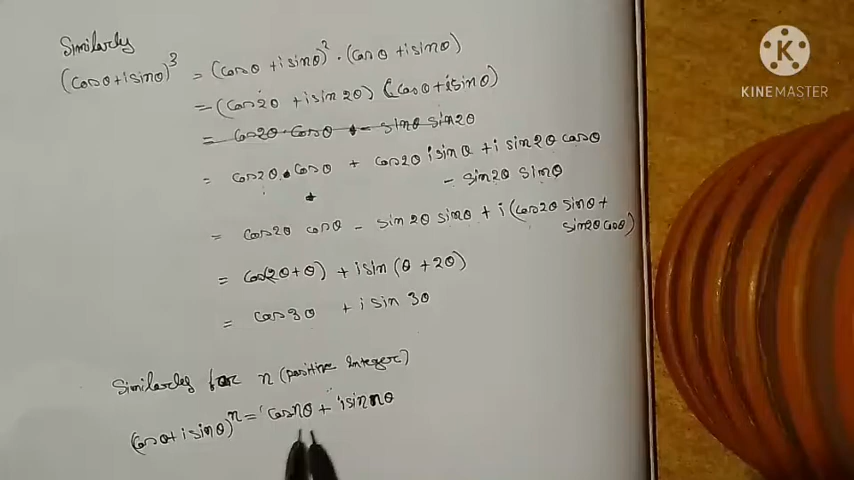 Similarly
(cosθ+isinθ)³ = (cosθ + isinθ)² · (cosθ + isinθ)
= (cos2θ + isin2θ) (cosθ + isinθ)
= cos2θ·cosθ + - sinθ sin2θ
= cos2θ · cosθ + cos2θ isinθ + i sin2θ cosθ
- sin2θ sinθ
= cos2θ cosθ - sin2θ sinθ + i (cos2θ sinθ +
sin2θ cosθ)
= cos(2θ+θ) + isin(θ + 2θ)
= cos3θ + isin 3θ
Similarly for n (positive Integer)
(cosθ+isinθ)ⁿ = cosnθ + isinnθ
K
KINEMASTER